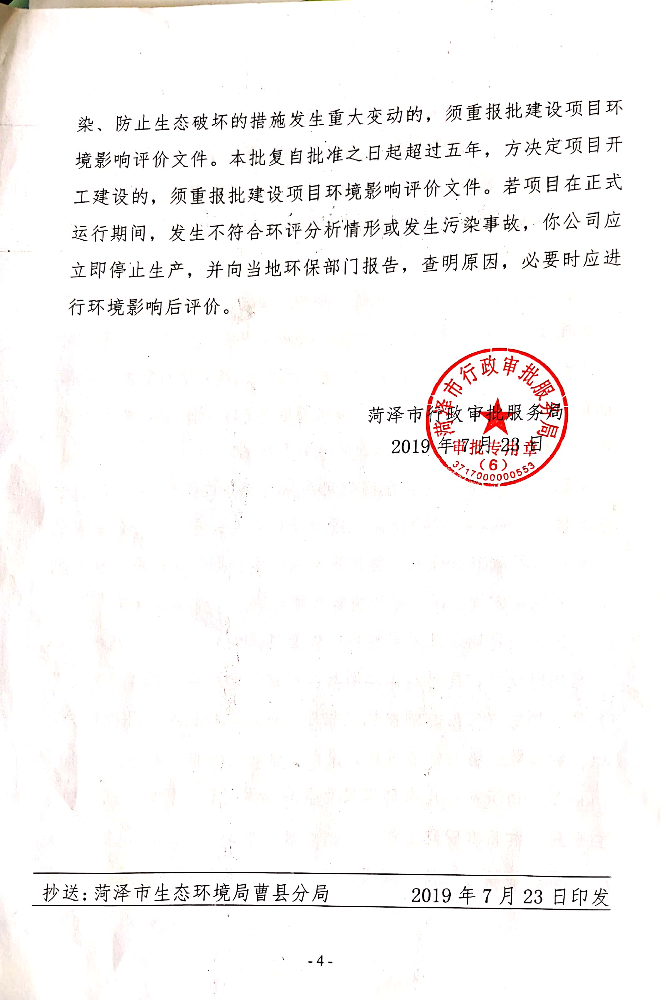 染、防止生态破坏的措施发生重大变动的，须重报批建设项目环
境影响评价文件。本批复自批准之日起超过五年，方决定项目开
工建设的，须重报批建设项目环境影响评价文件。若项目在正式
运行期间，发生不符合环评分析情形或发生污染事故，你公司应
立即停止生产，并向当地环保部门报告，查明原因，必要时应进
行环境影响后评价。
菏泽市行政审批服务局
菏泽市行政审批服务局
2019 年 7 月 23 日
审批专用章
（6）
3717000000553
抄送：菏泽市生态环境局曹县分局 2019 年 7 月 23 日印发
- 4 -